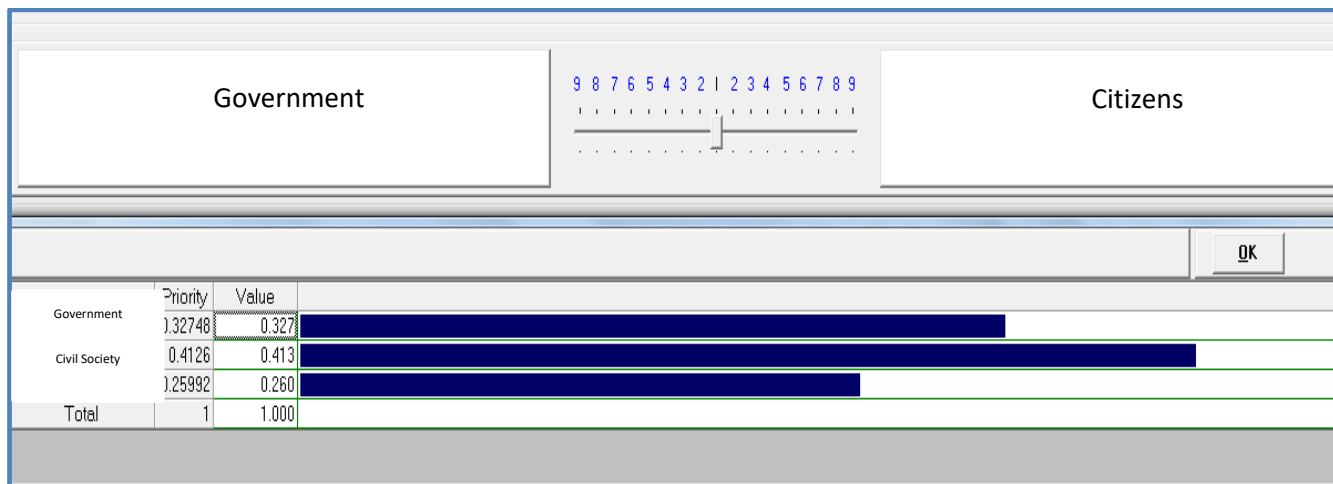 Government
9 8 7 6 5 4 3 2 | 2 3 4 5 6 7 8 9
Citizens
OK
Priority Value
Government
0.32748 0.327
Civil Society
0.4126 0.413
0.25992 0.260
Total 1 1.000